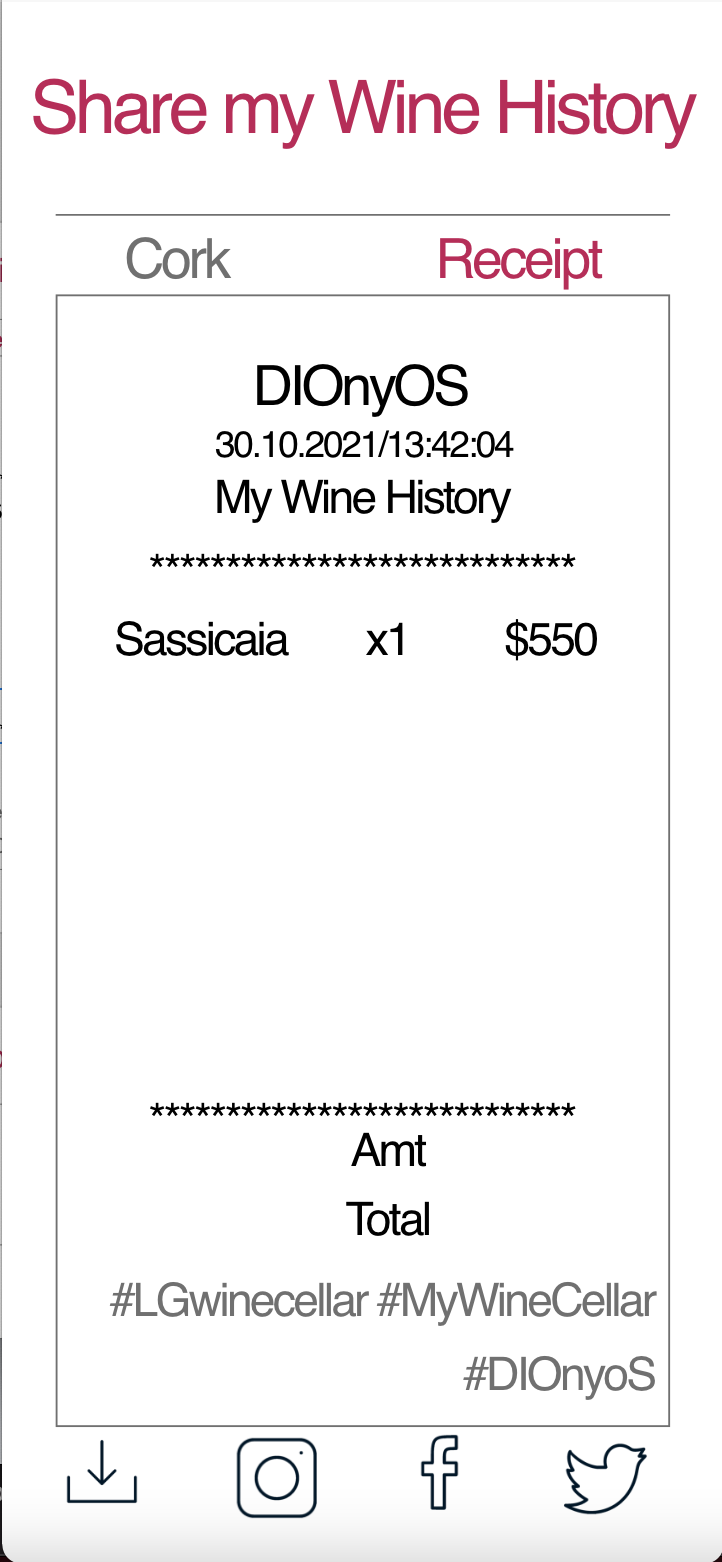 Share my Wine History
Cork Receipt
DIOnyOS
30.10.2021/13:42:04
My Wine History
****************************
Sassicaia x1 $550
****************************
Amt
Total
#LGwinecellar #MyWineCellar
#DIOnyoS